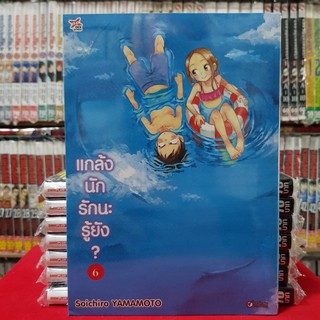 แกล้ง
นัก
รักนะ
รู้ยัง
?
6
Soichiro YAMAMOTO